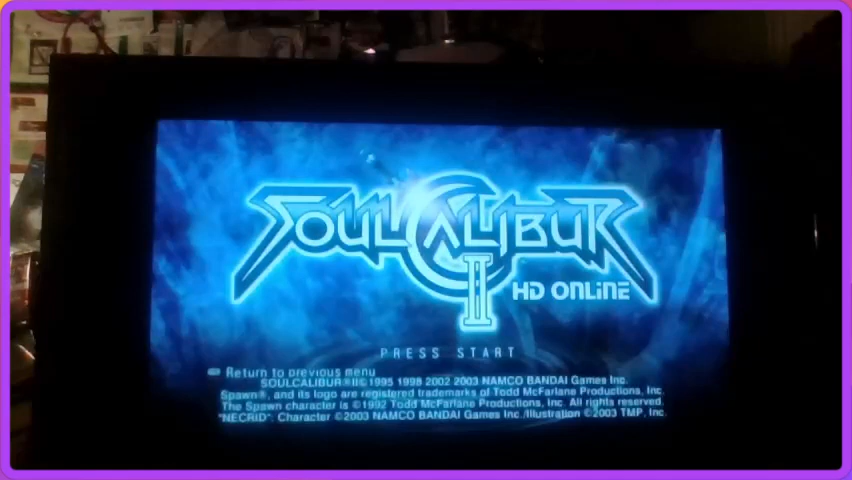 SOULCALIBUR
II
HD ONLINE
PRESS START
Return to previous menu
SOULCALIBUR®II© 1995 1998 2002 2003 NAMCO BANDAI Games Inc.
Spawn®, and its logo are registered trademarks of Todd McFarlane Productions, Inc.
The Spawn character is ©1992 Todd McFarlane Productions, Inc. All rights reserved.
"NECRID": Character ©2003 NAMCO BANDAI Games Inc./Illustration ©2003 TMP, Inc.